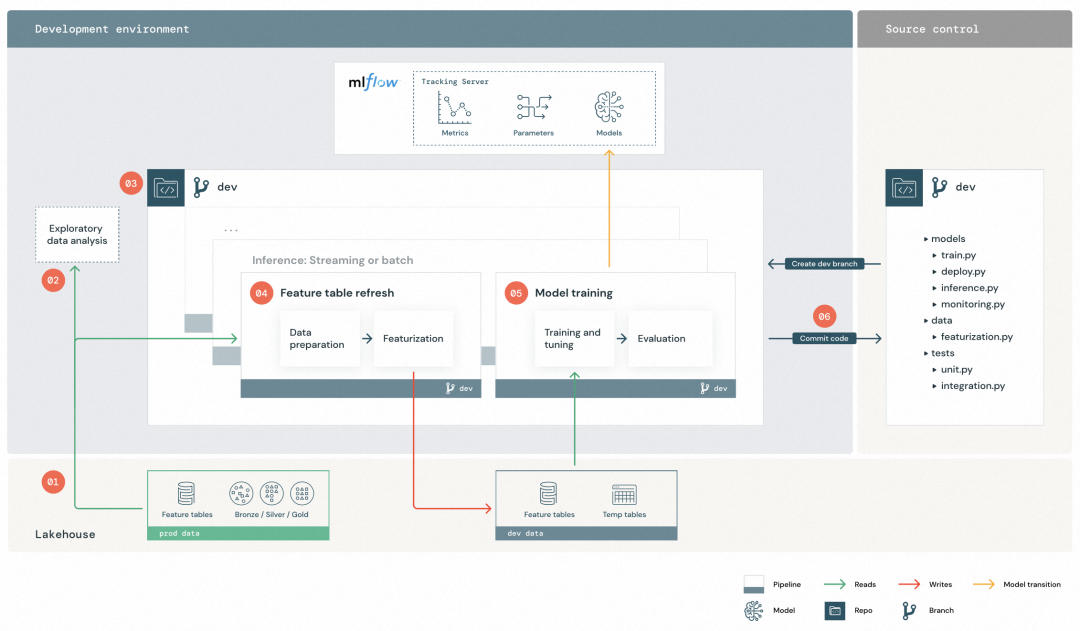 Development environment
Source control
mlflow
Tracking Server
Metrics
Parameters
Models
03
dev
dev
Exploratory
data analysis
02
...
Inference: Streaming or batch
04
Feature table refresh
Data
preparation
Featurization
dev
05
Model training
Training and
tuning
Evaluation
dev
Create dev branch
06
Commit code
models
train.py
deploy.py
inference.py
monitoring.py
data
featurization.py
tests
unit.py
integration.py
01
Lakehouse
Feature tables
Bronze / Silver / Gold
prod data
Feature tables
Temp tables
dev data
Pipeline
Reads
Writes
Model transition
Model
Repo
Branch